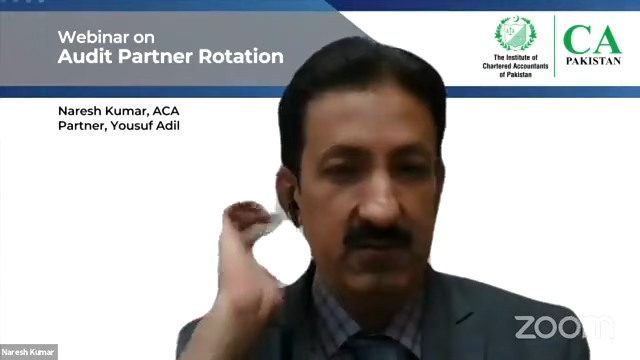 Webinar on
Audit Partner Rotation
The Institute of
Chartered Accountants
of Pakistan
CA
PAKISTAN
Naresh Kumar, ACA
Partner, Yousuf Adil
zoom
Naresh Kumar